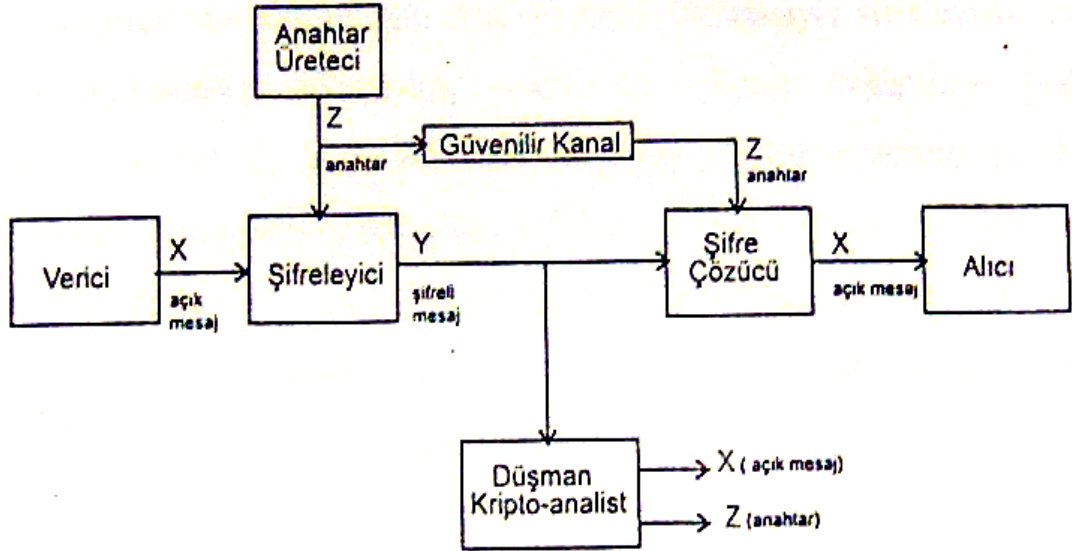 Anahtar
Üreteci
Z
anahtar
Güvenilir Kanal
Z
anahtar
Verici
X
açık
mesaj
Şifreleyici
Y
şifreli
mesaj
Şifre
Çözücü
X
açık mesaj
Alıcı
Düşman
Kripto-analist
X ( açık mesaj)
Z (anahtar)